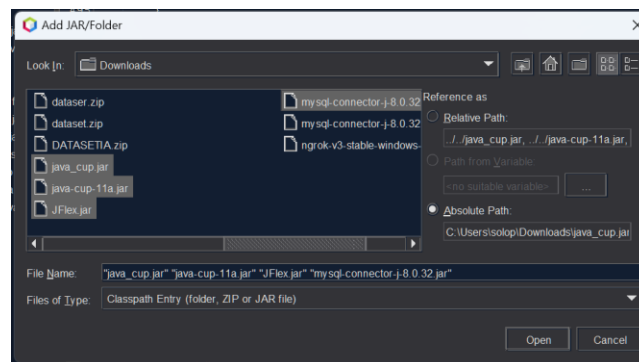 Add JAR/Folder
Look In: Downloads
dataser.zip
dataset.zip
DATASETIA.zip
java_cup.jar
java-cup-11a.jar
JFlex.jar
mysql-connector-j-8.0.32
mysql-connector-j-8.0.32
ngrok-v3-stable-windows-
Reference as
Relative Path:
../../java_cup.jar, ../../java-cup-11a.jar,
Path from Variable:
<no suitable variable>
...
Absolute Path:
C:\Users\solop\Downloads\java_cup.jar
File Name: "java_cup.jar" "java-cup-11a.jar" "JFlex.jar" "mysql-connector-j-8.0.32.jar"
Files of Type: Classpath Entry (folder, ZIP or JAR file)
Open Cancel